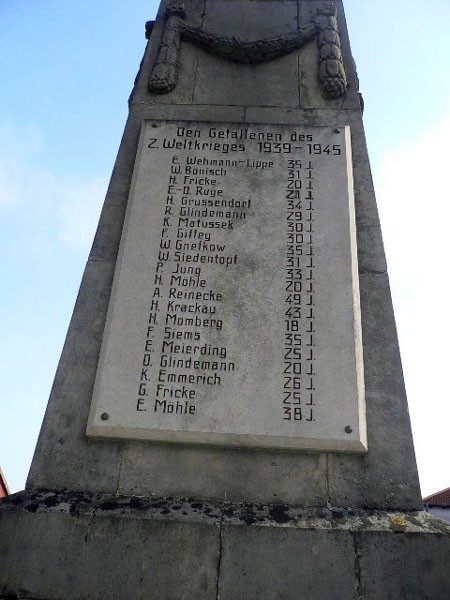 Den Gefallenen des
2. Weltkrieges 1939-1945
E. Wehmann-Lippe 35 J.
W. Bönisch 31 J.
H. Fricke 20 J.
E.-O. Ruge 21 J.
H. Grussendorf 34 J.
R. Glindemann 29 J.
K. Matussek 30 J.
F. Giffey 30 J.
W. Gnefkow 35 J.
W. Siedentopf 31 J.
P. Jung 33 J.
H. Möhle 20 J.
A. Reinecke 49 J.
H. Krackau 43 J.
H. Momberg 18 J.
F. Siems 35 J.
E. Meierding 25 J.
O. Glindemann 20 J.
K. Emmerich 26 J.
G. Fricke 25 J.
E. Möhle 38 J.